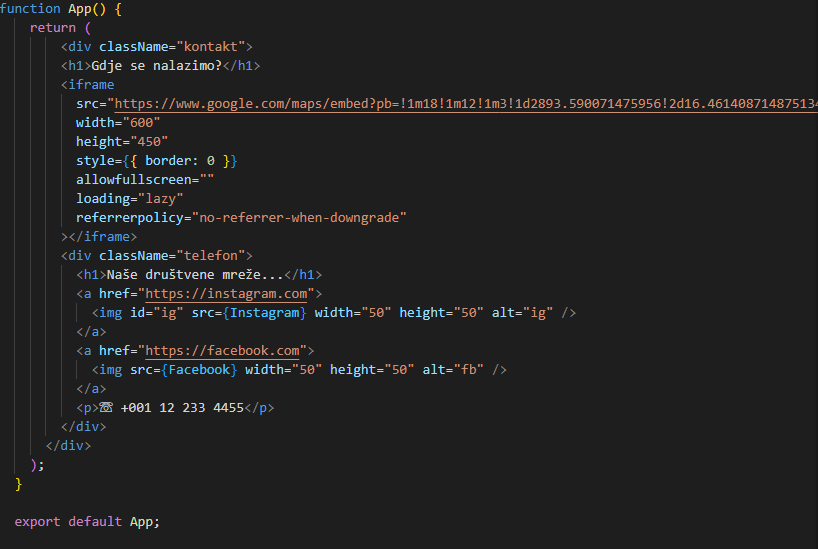 function App() {
return (
<div className="kontakt">
<h1>Gdje se nalazimo?</h1>
<iframe
src="https://www.google.com/maps/embed?pb=!1m18!1m12!1m3!1d2893.590071475956!2d16.461408714875134
width="600"
height="450"
style={{ border: 0 }}
allowfullscreen=""
loading="lazy"
referrerpolicy="no-referrer-when-downgrade"
></iframe>
<div className="telefon">
<h1>Naše društvene mreže...</h1>
<a href="https://instagram.com">
<img id="ig" src={Instagram} width="50" height="50" alt="ig" />
</a>
<a href="https://facebook.com">
<img src={Facebook} width="50" height="50" alt="fb" />
</a>
<p>☏ +001 12 233 4455</p>
</div>
</div>
);
}
export default App;